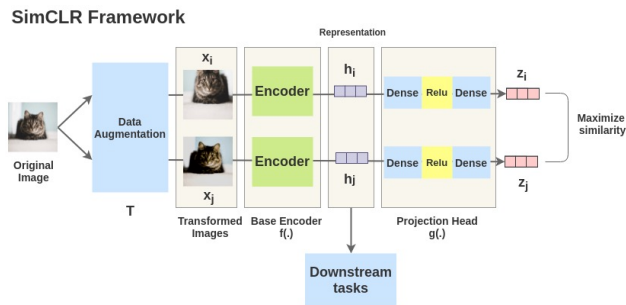 SimCLR Framework
Representation
xi
hi
zi
Encoder
Dense Relu Dense
Data
Augmentation
Maximize
similarity
Original
Image
Encoder
Dense Relu Dense
xj
hj
zj
T
Transformed
Images
Base Encoder
f(.)
Projection Head
g(.)
Downstream
tasks